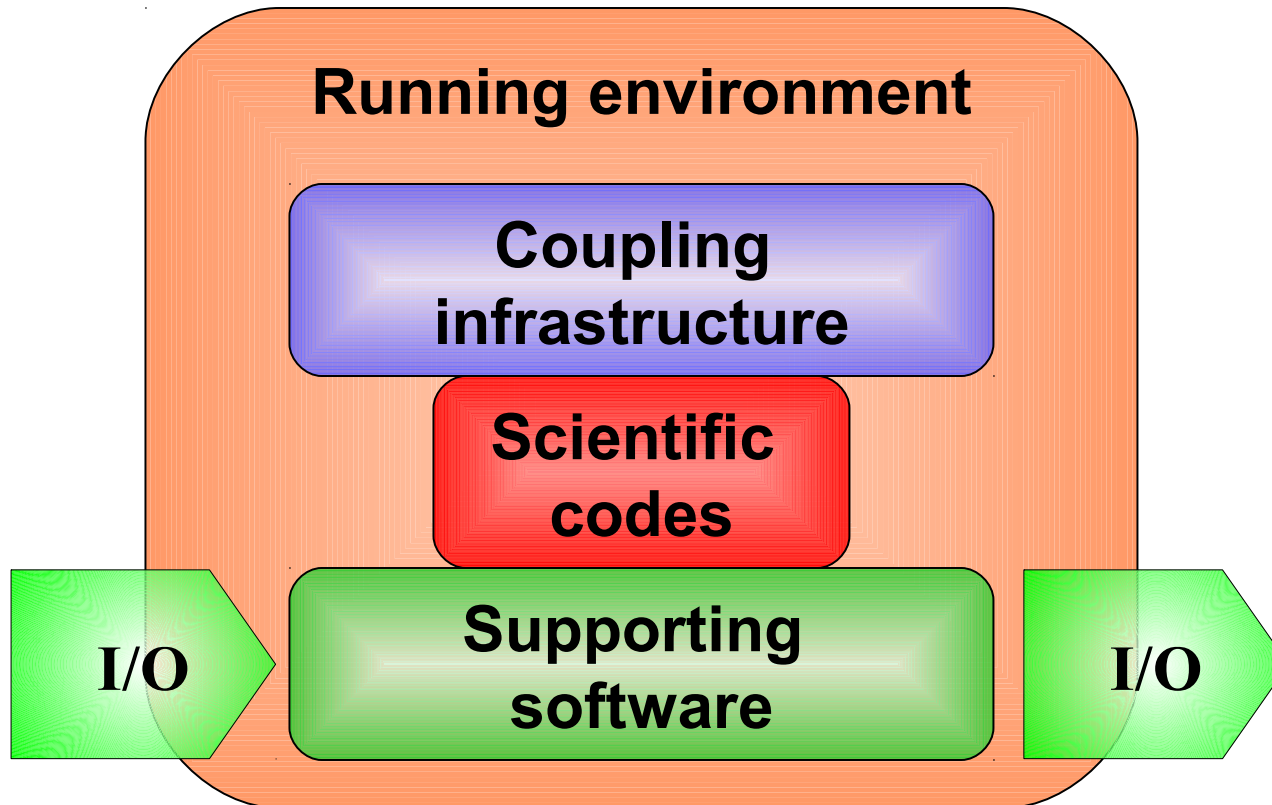 Running environment
Coupling
infrastructure
Scientific
codes
Supporting
software
I/O
I/O